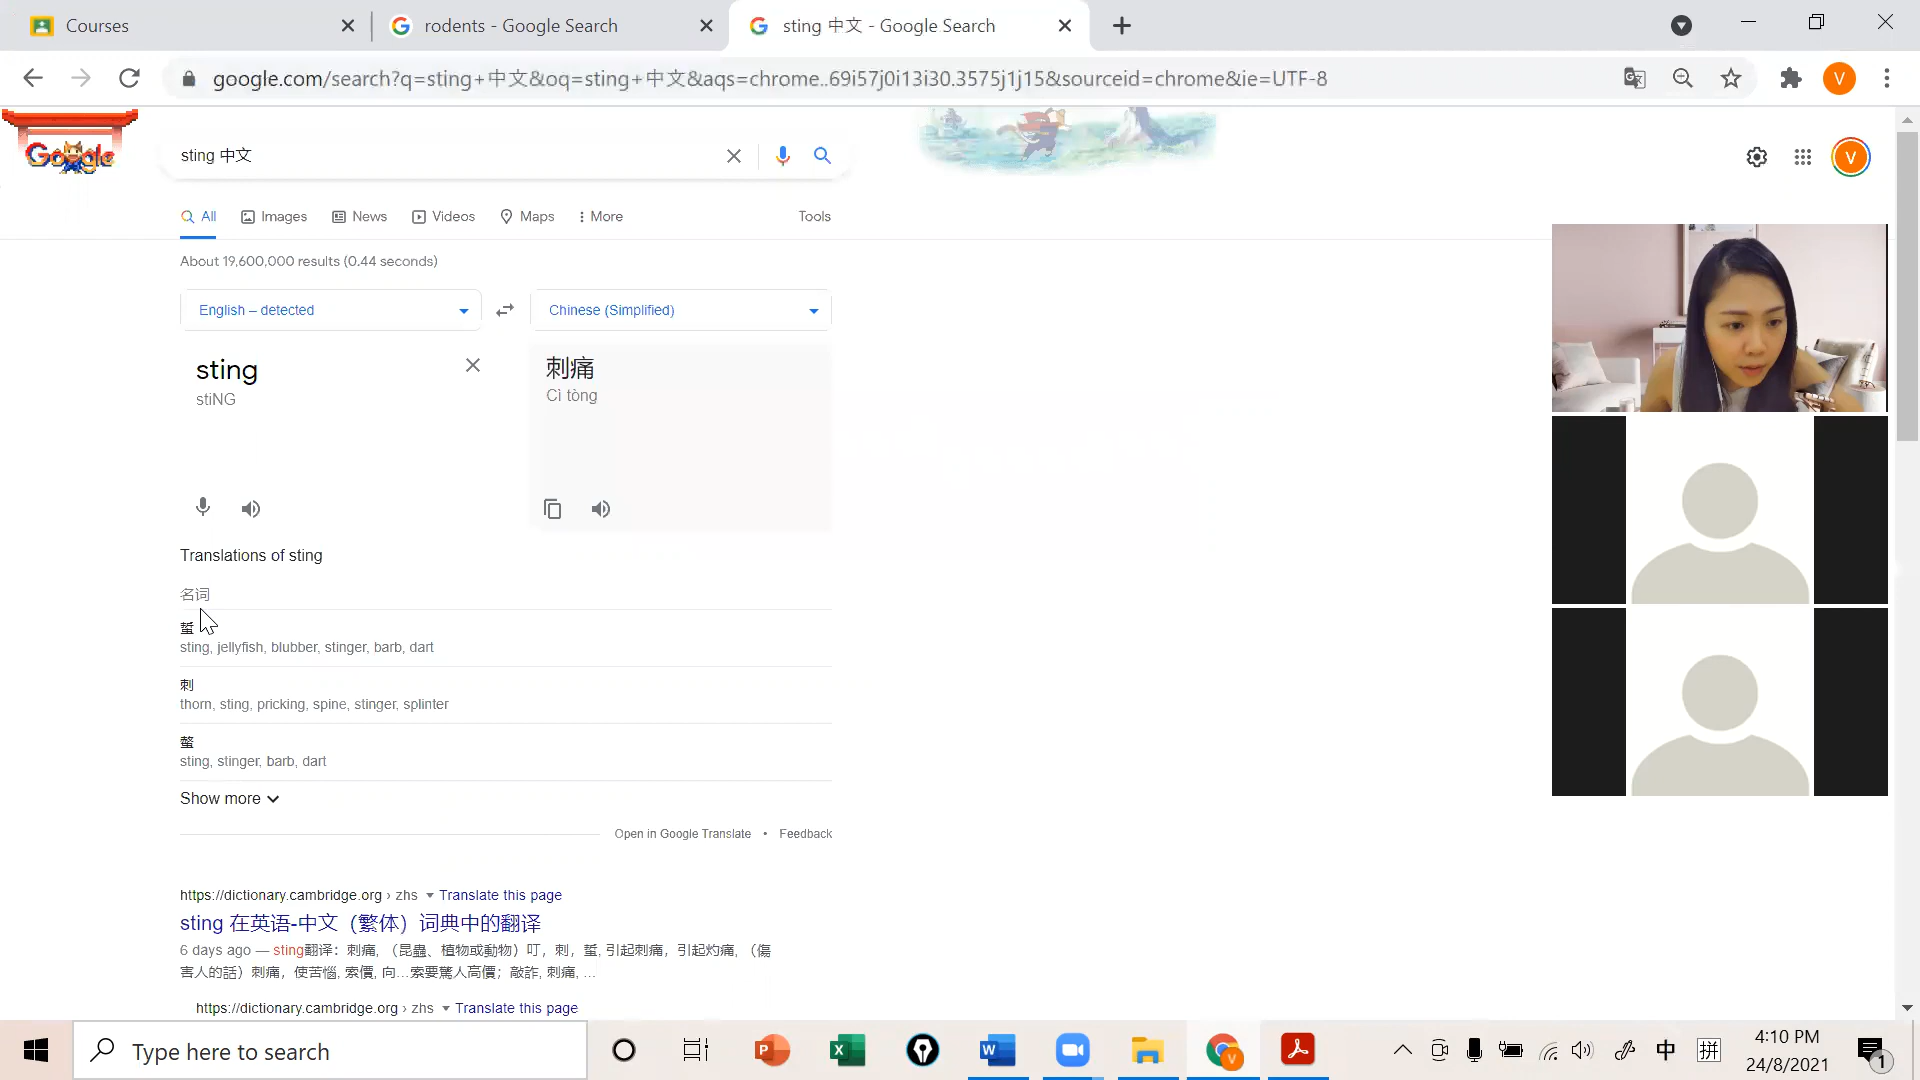 Courses
rodents - Google Search
sting 中文 - Google Search
google.com/search?q=sting+中文&oq=sting+中文&aqs=chrome..69i57j0i13i30.3575j1j15&sourceid=chrome&ie=UTF-8
V
Google
sting 中文
V
All
Images
News
Videos
Maps
More
Tools
About 19,600,000 results (0.44 seconds)
English – detected
Chinese (Simplified)
sting
stiNG
刺痛
Cì tòng
Translations of sting
名词
蜇
sting, jellyfish, blubber, stinger, barb, dart
刺
thorn, sting, pricking, spine, stinger, splinter
螫
sting, stinger, barb, dart
Show more
Open in Google Translate • Feedback
https://dictionary.cambridge.org › zhs Translate this page
sting 在英语-中文（繁体）词典中的翻译
6 days ago — sting翻译：刺痛, （昆蟲、植物或動物）叮，刺，蜇, 引起刺痛，引起灼痛, （傷
害人的話）刺痛，使苦惱, 索價, 向…索要驚人高價；敲詐, 刺痛, ...
https://dictionary.cambridge.org › zhs Translate this page
Type here to search
P
X
W
V
中
拼
4:10 PM
24/8/2021
1